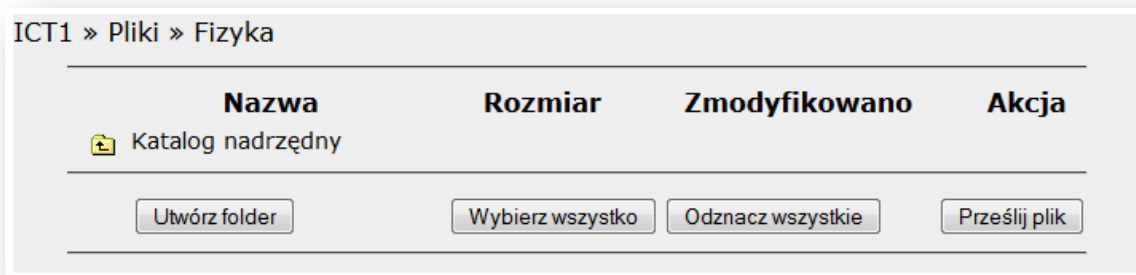 ICT1 » Pliki » Fizyka
Nazwa Rozmiar Zmodyfikowano Akcja
Katalog nadrzędny
Utwórz folder Wybierz wszystko Odznacz wszystkie Prześlij plik